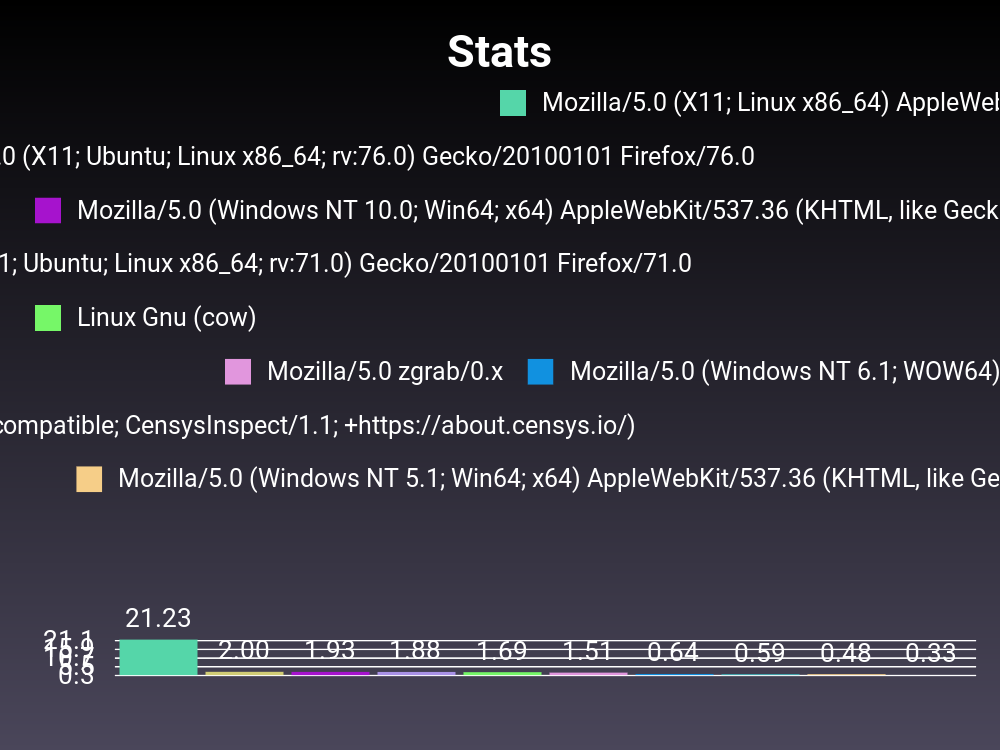 Stats
Mozilla/5.0 (X11; Linux x86_64) AppleWeb
.0 (X11; Ubuntu; Linux x86_64; rv:76.0) Gecko/20100101 Firefox/76.0
Mozilla/5.0 (Windows NT 10.0; Win64; x64) AppleWebKit/537.36 (KHTML, like Geck
1; Ubuntu; Linux x86_64; rv:71.0) Gecko/20100101 Firefox/71.0
Linux Gnu (cow)
Mozilla/5.0 zgrab/0.x Mozilla/5.0 (Windows NT 6.1; WOW64)
compatible; CensysInspect/1.1; +https://about.censys.io/)
Mozilla/5.0 (Windows NT 5.1; Win64; x64) AppleWebKit/537.36 (KHTML, like Ge
21.23
21.1
2.00 1.93 1.88 1.69 1.51 0.64 0.59 0.48 0.33
0.3